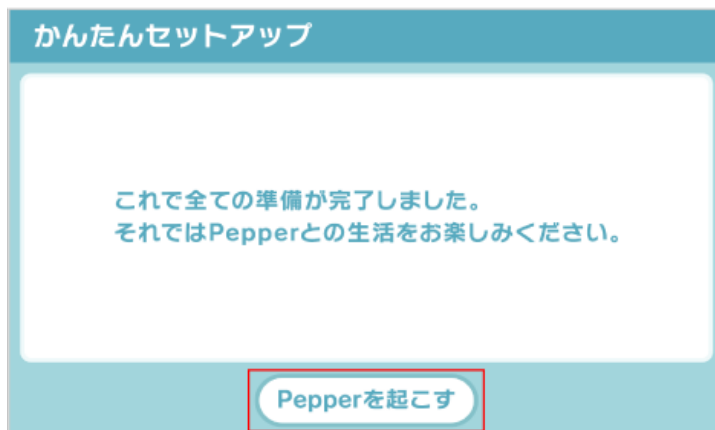 かんたんセットアップ
これで全ての準備が完了しました。
それではPepperとの生活をお楽しみください。
Pepperを起こす